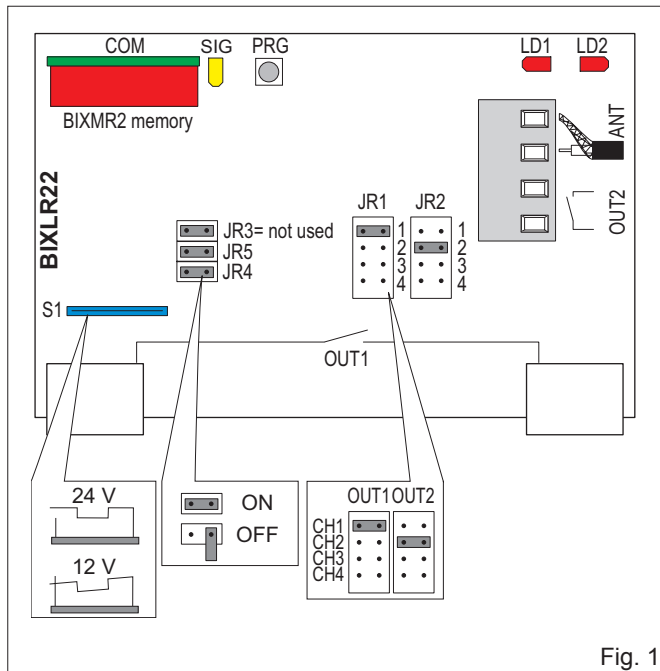 COM SIG PRG LD1 LD2
BIXMR2 memory
ANT
OUT2
BIXLR22
JR1 JR2
JR3= not used
JR5
JR4
1 1
2 2
3 3
4 4
S1
OUT1
24 V
12 V
ON
OFF
OUT1 OUT2
CH1
CH2
CH3
CH4
Fig. 1